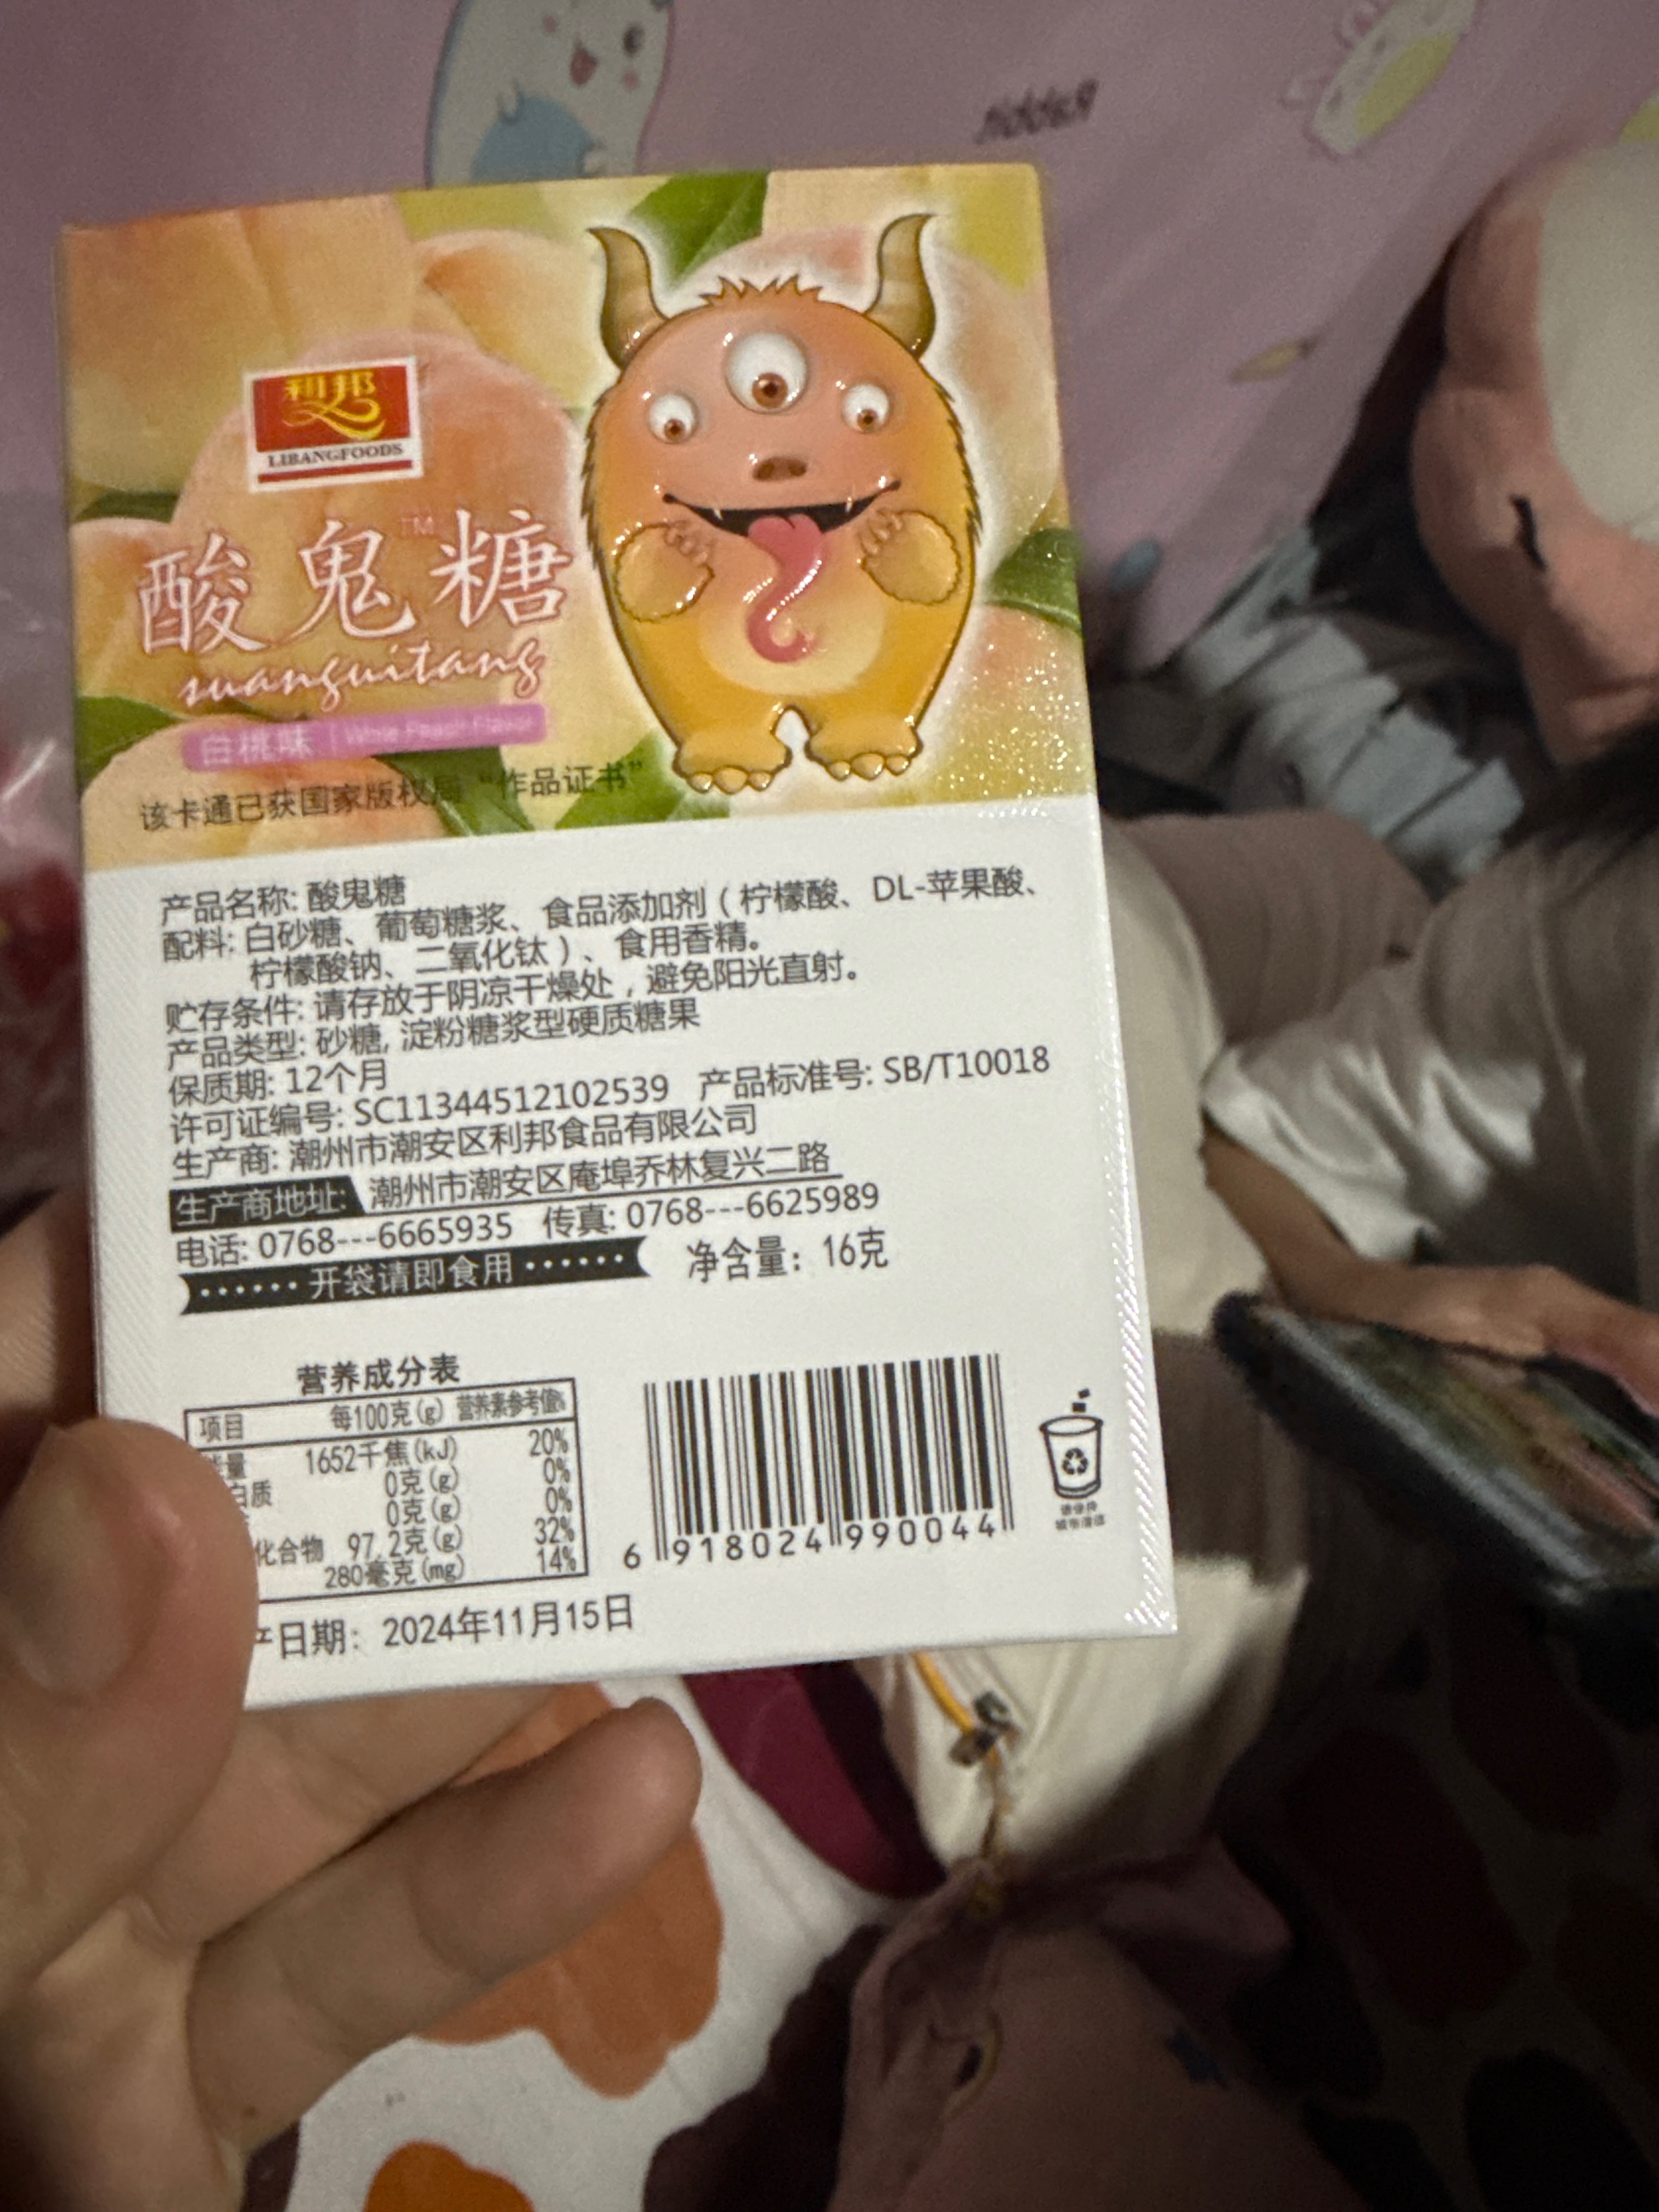 Rabbit
利邦
LIBANGFOODS
酸鬼糖
TM
suanguitang
白桃味 | White Peach Flavor
该卡通已获国家版权局“作品证书”
产品名称: 酸鬼糖
配料: 白砂糖、葡萄糖浆、食品添加剂（柠檬酸、DL-苹果酸、
柠檬酸钠、二氧化钛）、食用香精。
贮存条件: 请存放于阴凉干燥处，避免阳光直射。
产品类型: 砂糖, 淀粉糖浆型硬质糖果
保质期: 12个月
许可证编号: SC11344512102539 产品标准号: SB/T10018
生产商: 潮州市潮安区利邦食品有限公司
生产商地址: 潮州市潮安区庵埠乔林复兴二路
电话: 0768---6665935 传真: 0768---6625989
······开袋请即食用······ 净含量：16克
营养成分表
项目 每100克(g) 营养素参考值%
量 1652千焦(kJ) 20%
白质 0克(g) 0%
0克(g) 0%
化合物 97.2克(g) 32%
280毫克(mg) 14%
6 918024 990044
日期：2024年11月15日